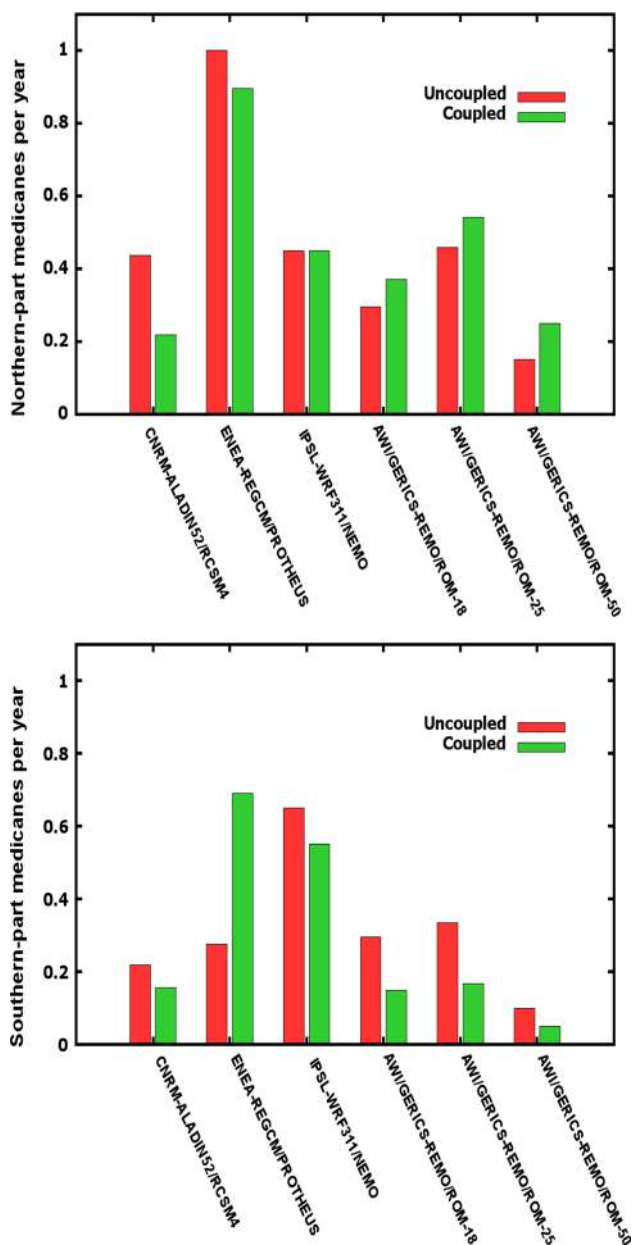 Northern-part medicanes per year
1
0.8
0.6
0.4
0.2
0
Uncoupled
Coupled
CNRM-ALADIN52/RCSM4
ENEA-REGCM/PROTHEUS
IPSL-WRF311/NEMO
AWI/GERICS-REMO/ROM-18
AWI/GERICS-REMO/ROM-25
AWI/GERICS-REMO/ROM-50
Southern-part medicanes per year
1
0.8
0.6
0.4
0.2
0
Uncoupled
Coupled
CNRM-ALADIN52/RCSM4
ENEA-REGCM/PROTHEUS
IPSL-WRF311/NEMO
AWI/GERICS-REMO/ROM-18
AWI/GERICS-REMO/ROM-25
AWI/GERICS-REMO/ROM-50